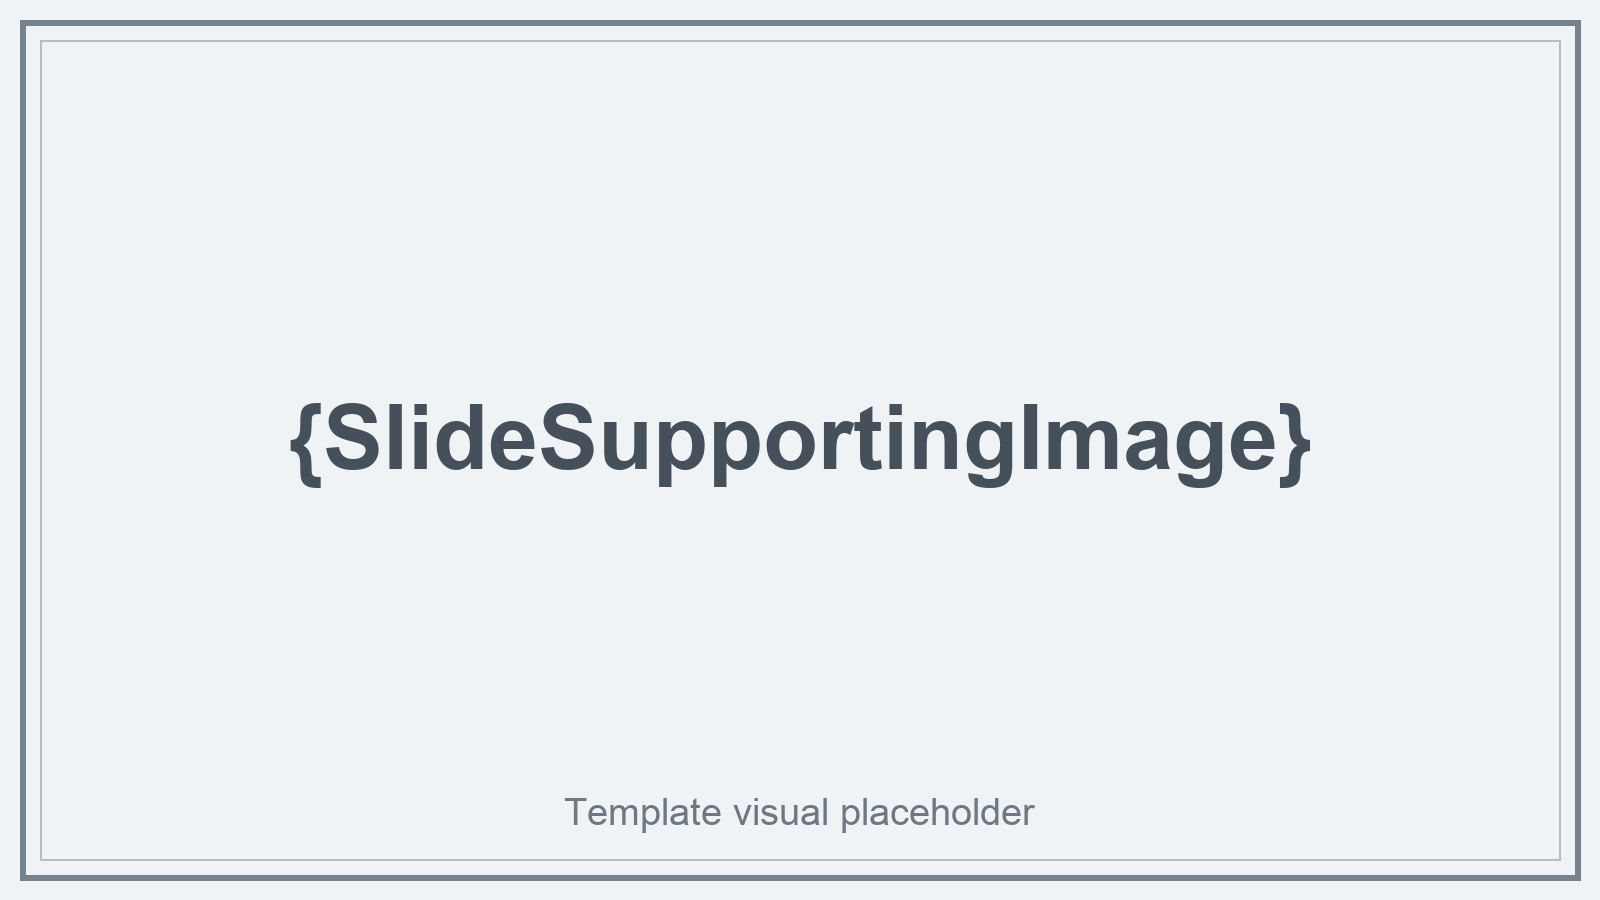 {SlideSupportingImage}
Template visual placeholder